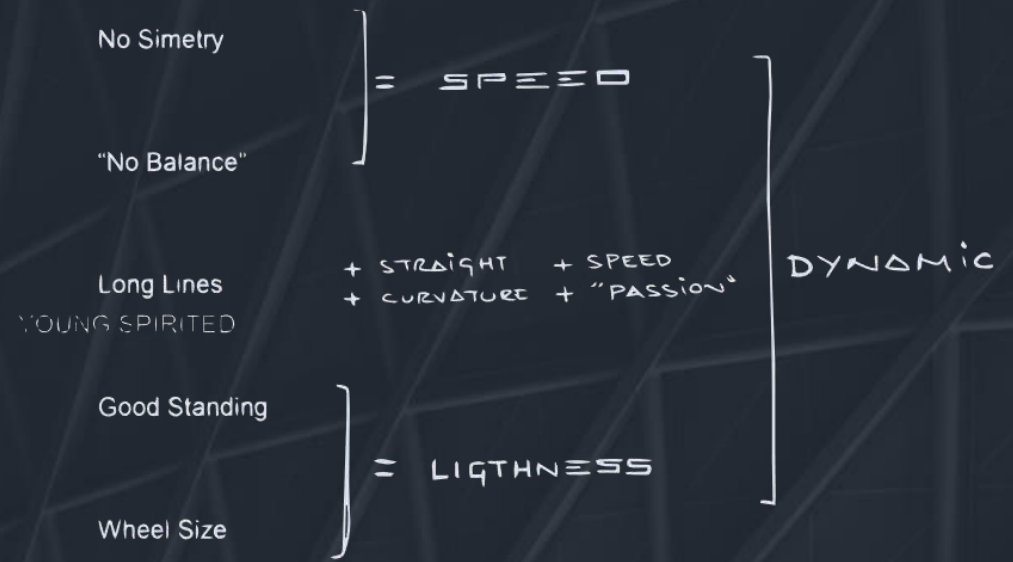 No Simetry
= SPEED
"No Balance"
Long Lines
+ STRAIGHT + SPEED
+ CURVATURE + "PASSION"
DYNAMIC
YOUNG SPIRITED
Good Standing
= LIGTHNESS
Wheel Size